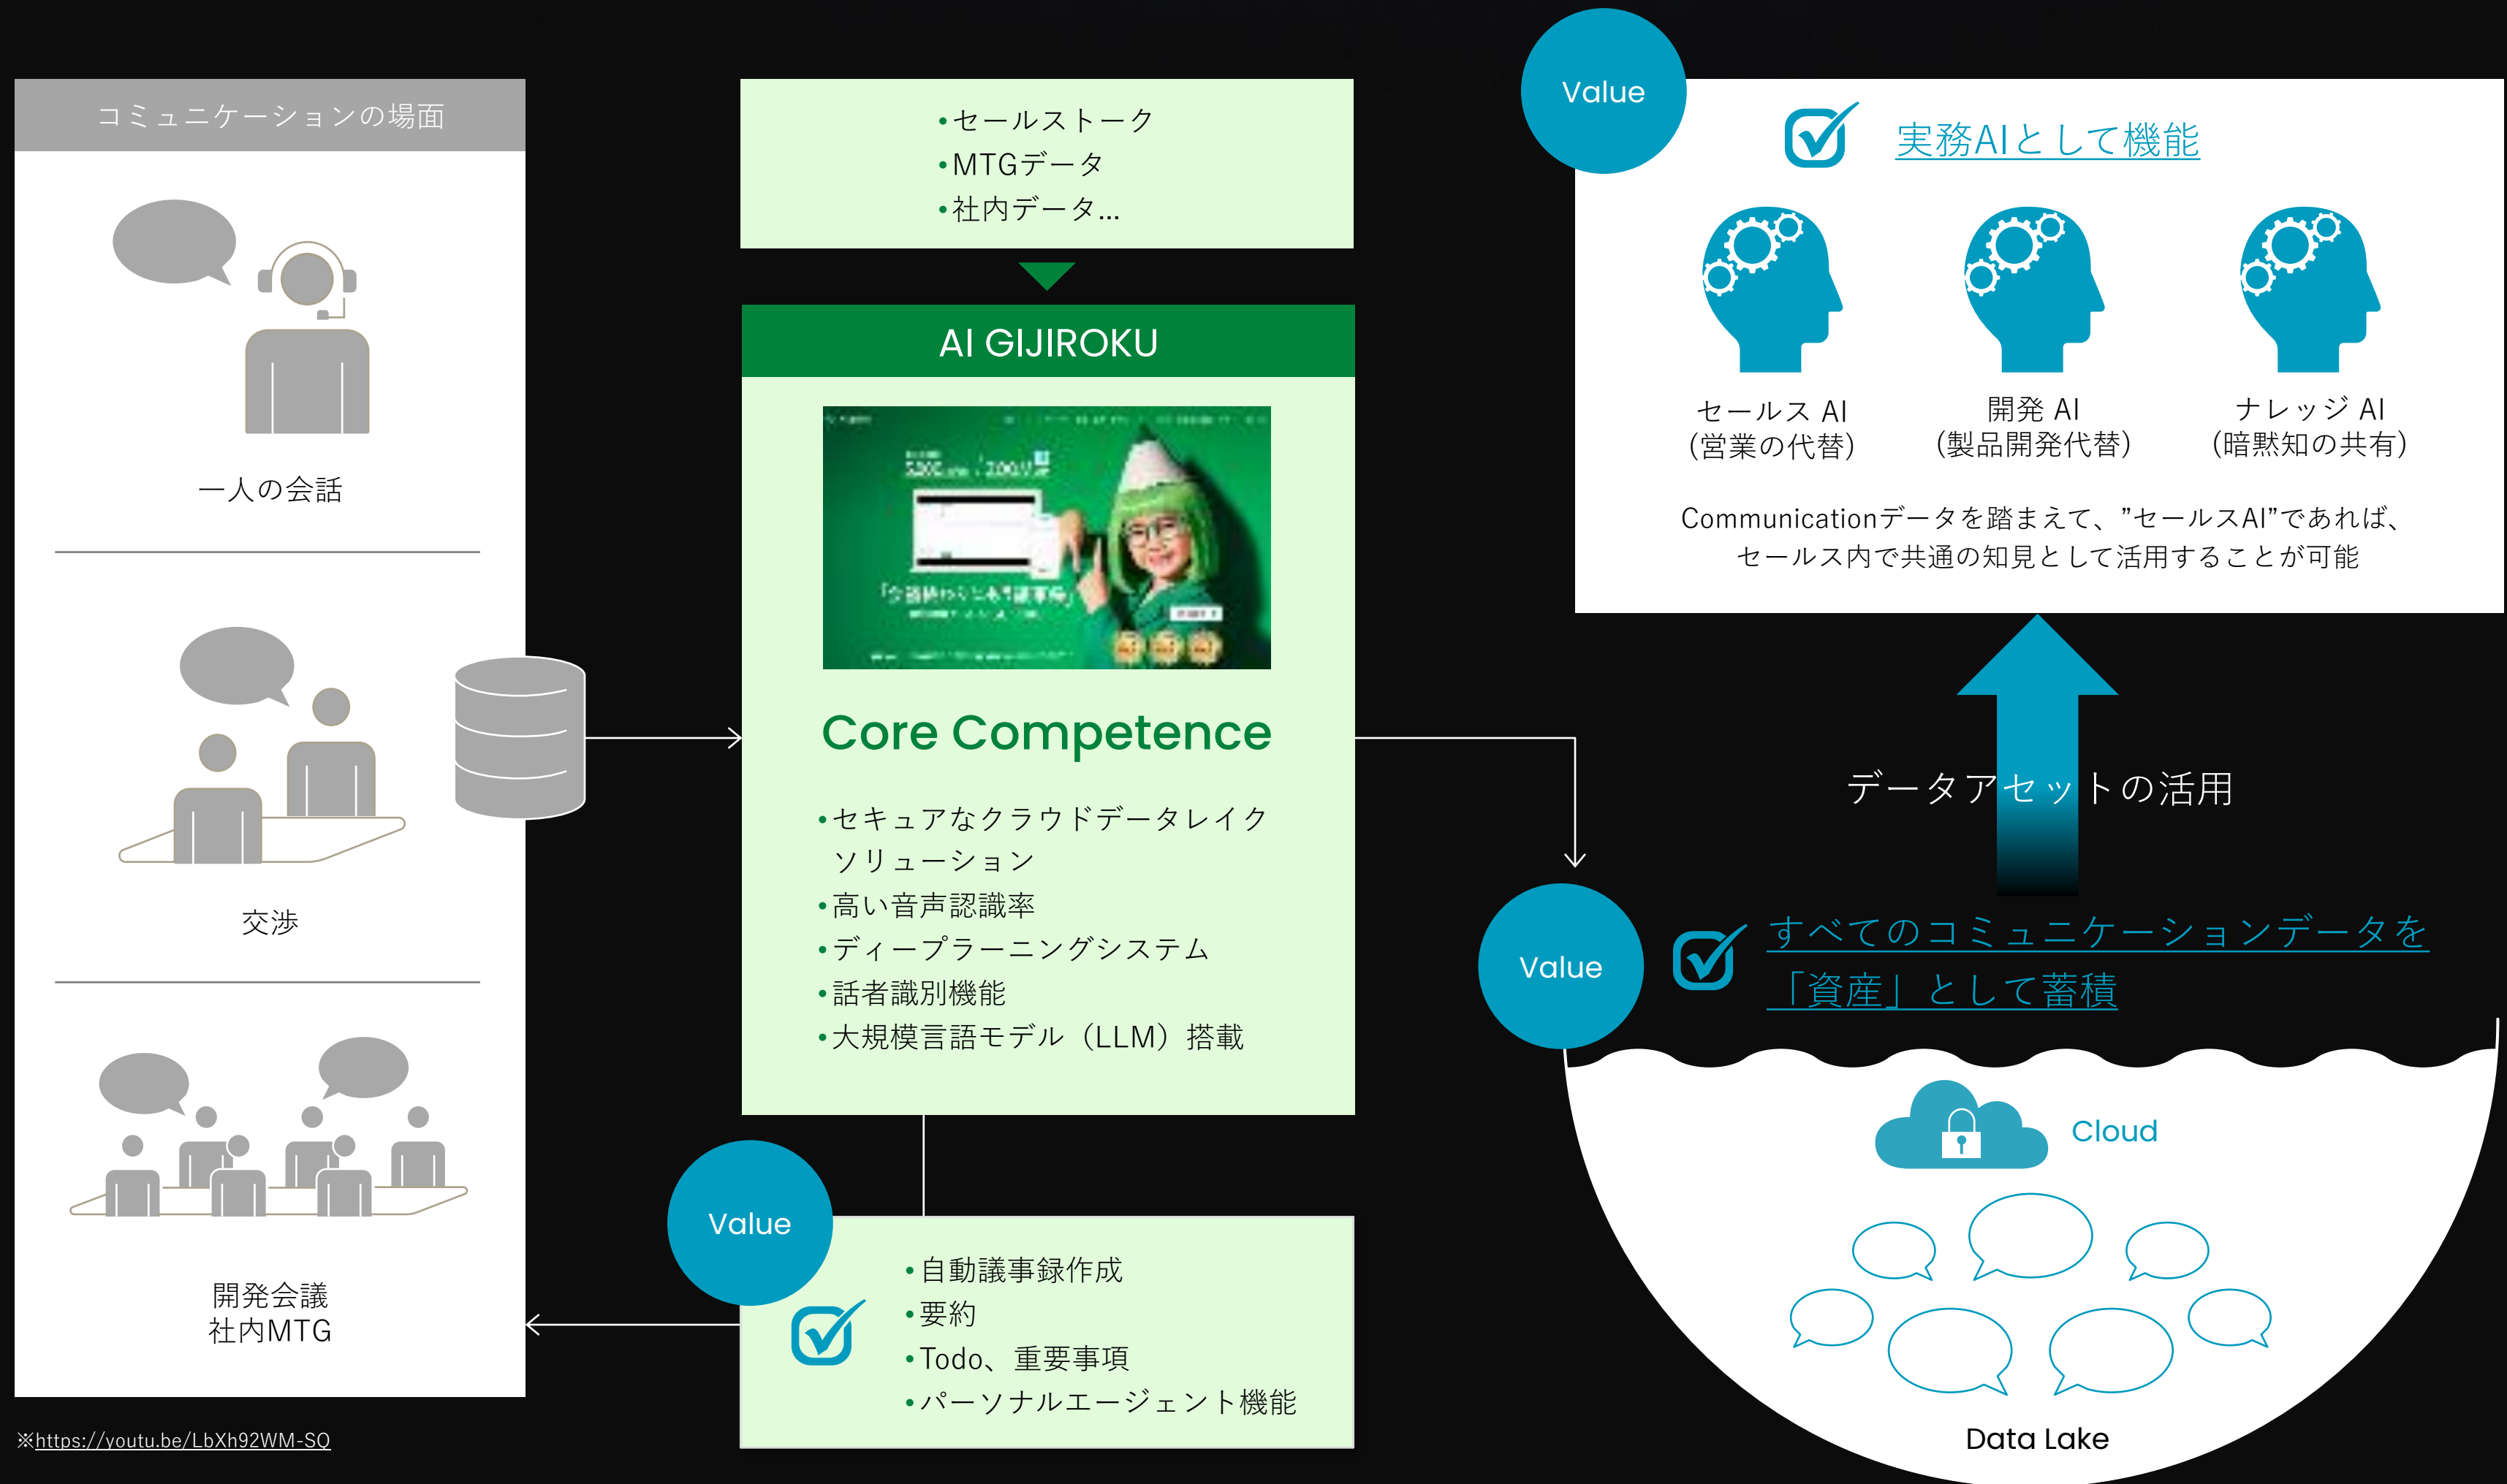 コミュニケーションの場面
一人の会話
交渉
開発会議
社内MTG
※https://youtu.be/LbXh92WM-SQ
•セールストーク
•MTGデータ
•社内データ...
AI GIJIROKU
Core Competence
•セキュアなクラウドデータレイク
ソリューション
•高い音声認識率
•ディープラーニングシステム
•話者識別機能
•大規模言語モデル（LLM）搭載
Value
•自動議事録作成
•要約
•Todo、重要事項
•パーソナルエージェント機能
Value
実務AIとして機能
セールス AI
(営業の代替)
開発 AI
(製品開発代替)
ナレッジ AI
(暗黙知の共有)
Communicationデータを踏まえて、”セールスAI”であれば、
セールス内で共通の知見として活用することが可能
データアセットの活用
Value
すべてのコミュニケーションデータを
「資産」として蓄積
Cloud
Data Lake